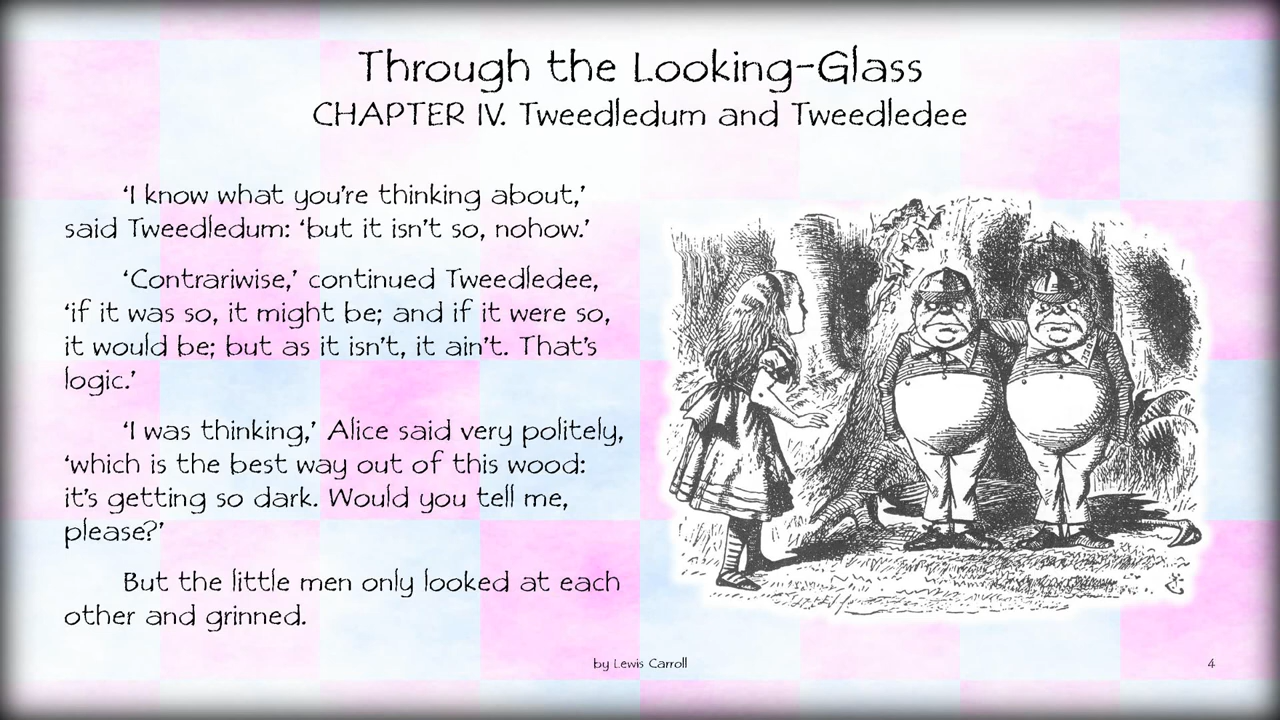 Through the Looking-Glass
CHAPTER IV. Tweedledum and Tweedledee
‘I know what you’re thinking about,’
said Tweedledum: ‘but it isn’t so, nohow.’
‘Contrariwise,’ continued Tweedledee,
‘if it was so, it might be; and if it were so,
it would be; but as it isn’t, it ain’t. That’s
logic.’
‘I was thinking,’ Alice said very politely,
‘which is the best way out of this wood:
it’s getting so dark. Would you tell me,
please?’
But the little men only looked at each
other and grinned.
by Lewis Carroll
4